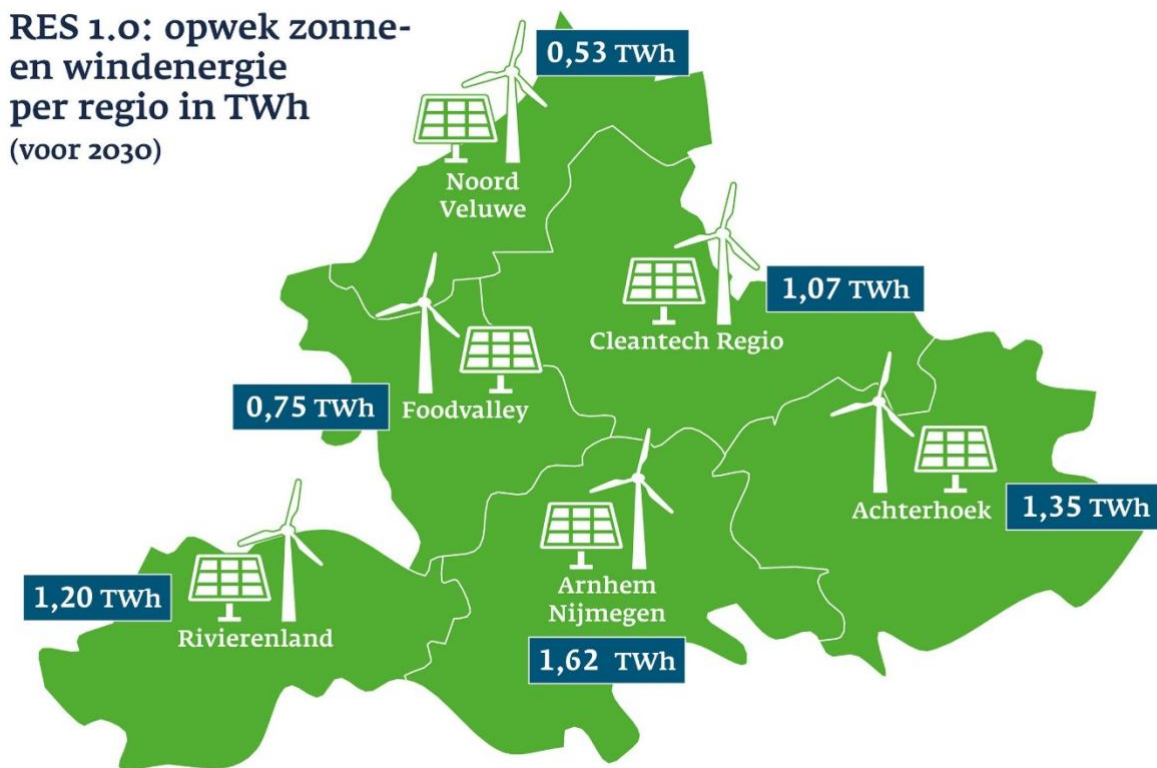 RES 1.0: opwek zonne-
en windenergie
per regio in TWh
(voor 2030)
0,53 TWh
Noord
Veluwe
1,07 TWh
Cleantech Regio
0,75 TWh
Foodvalley
Achterhoek
1,35 TWh
1,20 TWh
Rivierenland
Arnhem
Nijmegen
1,62 TWh